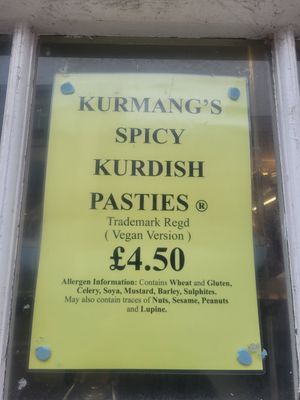 KURMANG'S
SPICY
KURDISH
PASTIES ®
Trademark Regd
( Vegan Version )
£4.50
Allergen Information: Contains Wheat and Gluten,
Celery, Soya, Mustard, Barley, Sulphites.
May also contain traces of Nuts, Sesame, Peanuts
and Lupine.